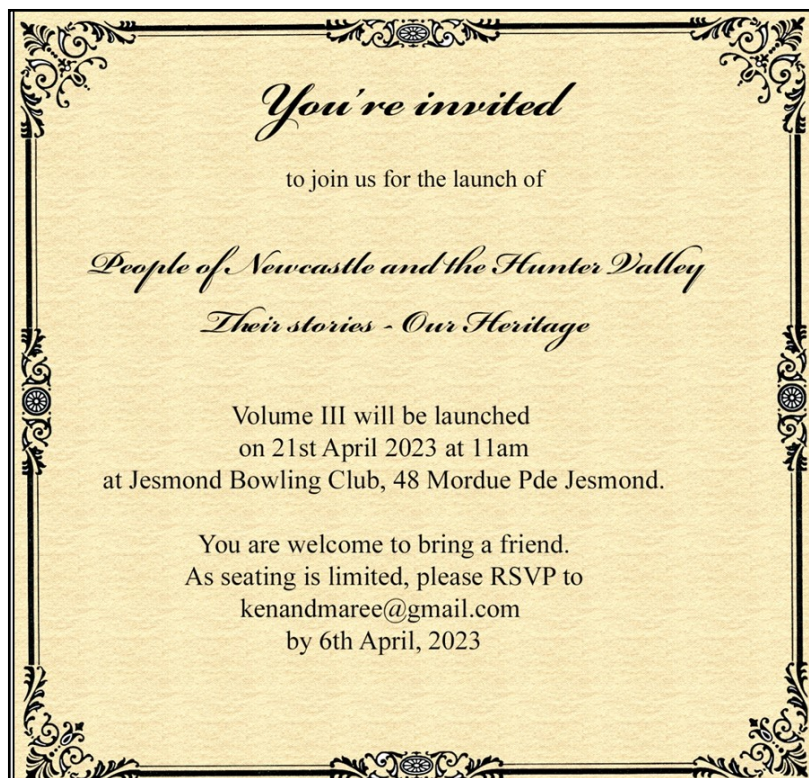 You're invited
to join us for the launch of
People of Newcastle and the Hunter Valley
Their stories - Our Heritage
Volume III will be launched
on 21st April 2023 at 11am
at Jesmond Bowling Club, 48 Mordue Pde Jesmond.
You are welcome to bring a friend.
As seating is limited, please RSVP to
kenandmaree@gmail.com
by 6th April, 2023